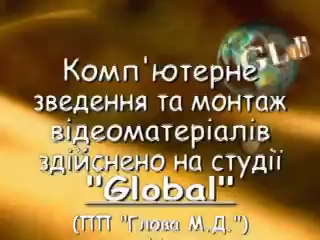 Комп'ютерне
зведення та монтаж
відеоматеріалів
здійснено на студії
"Global"
(ПП "Глова М.Д.")